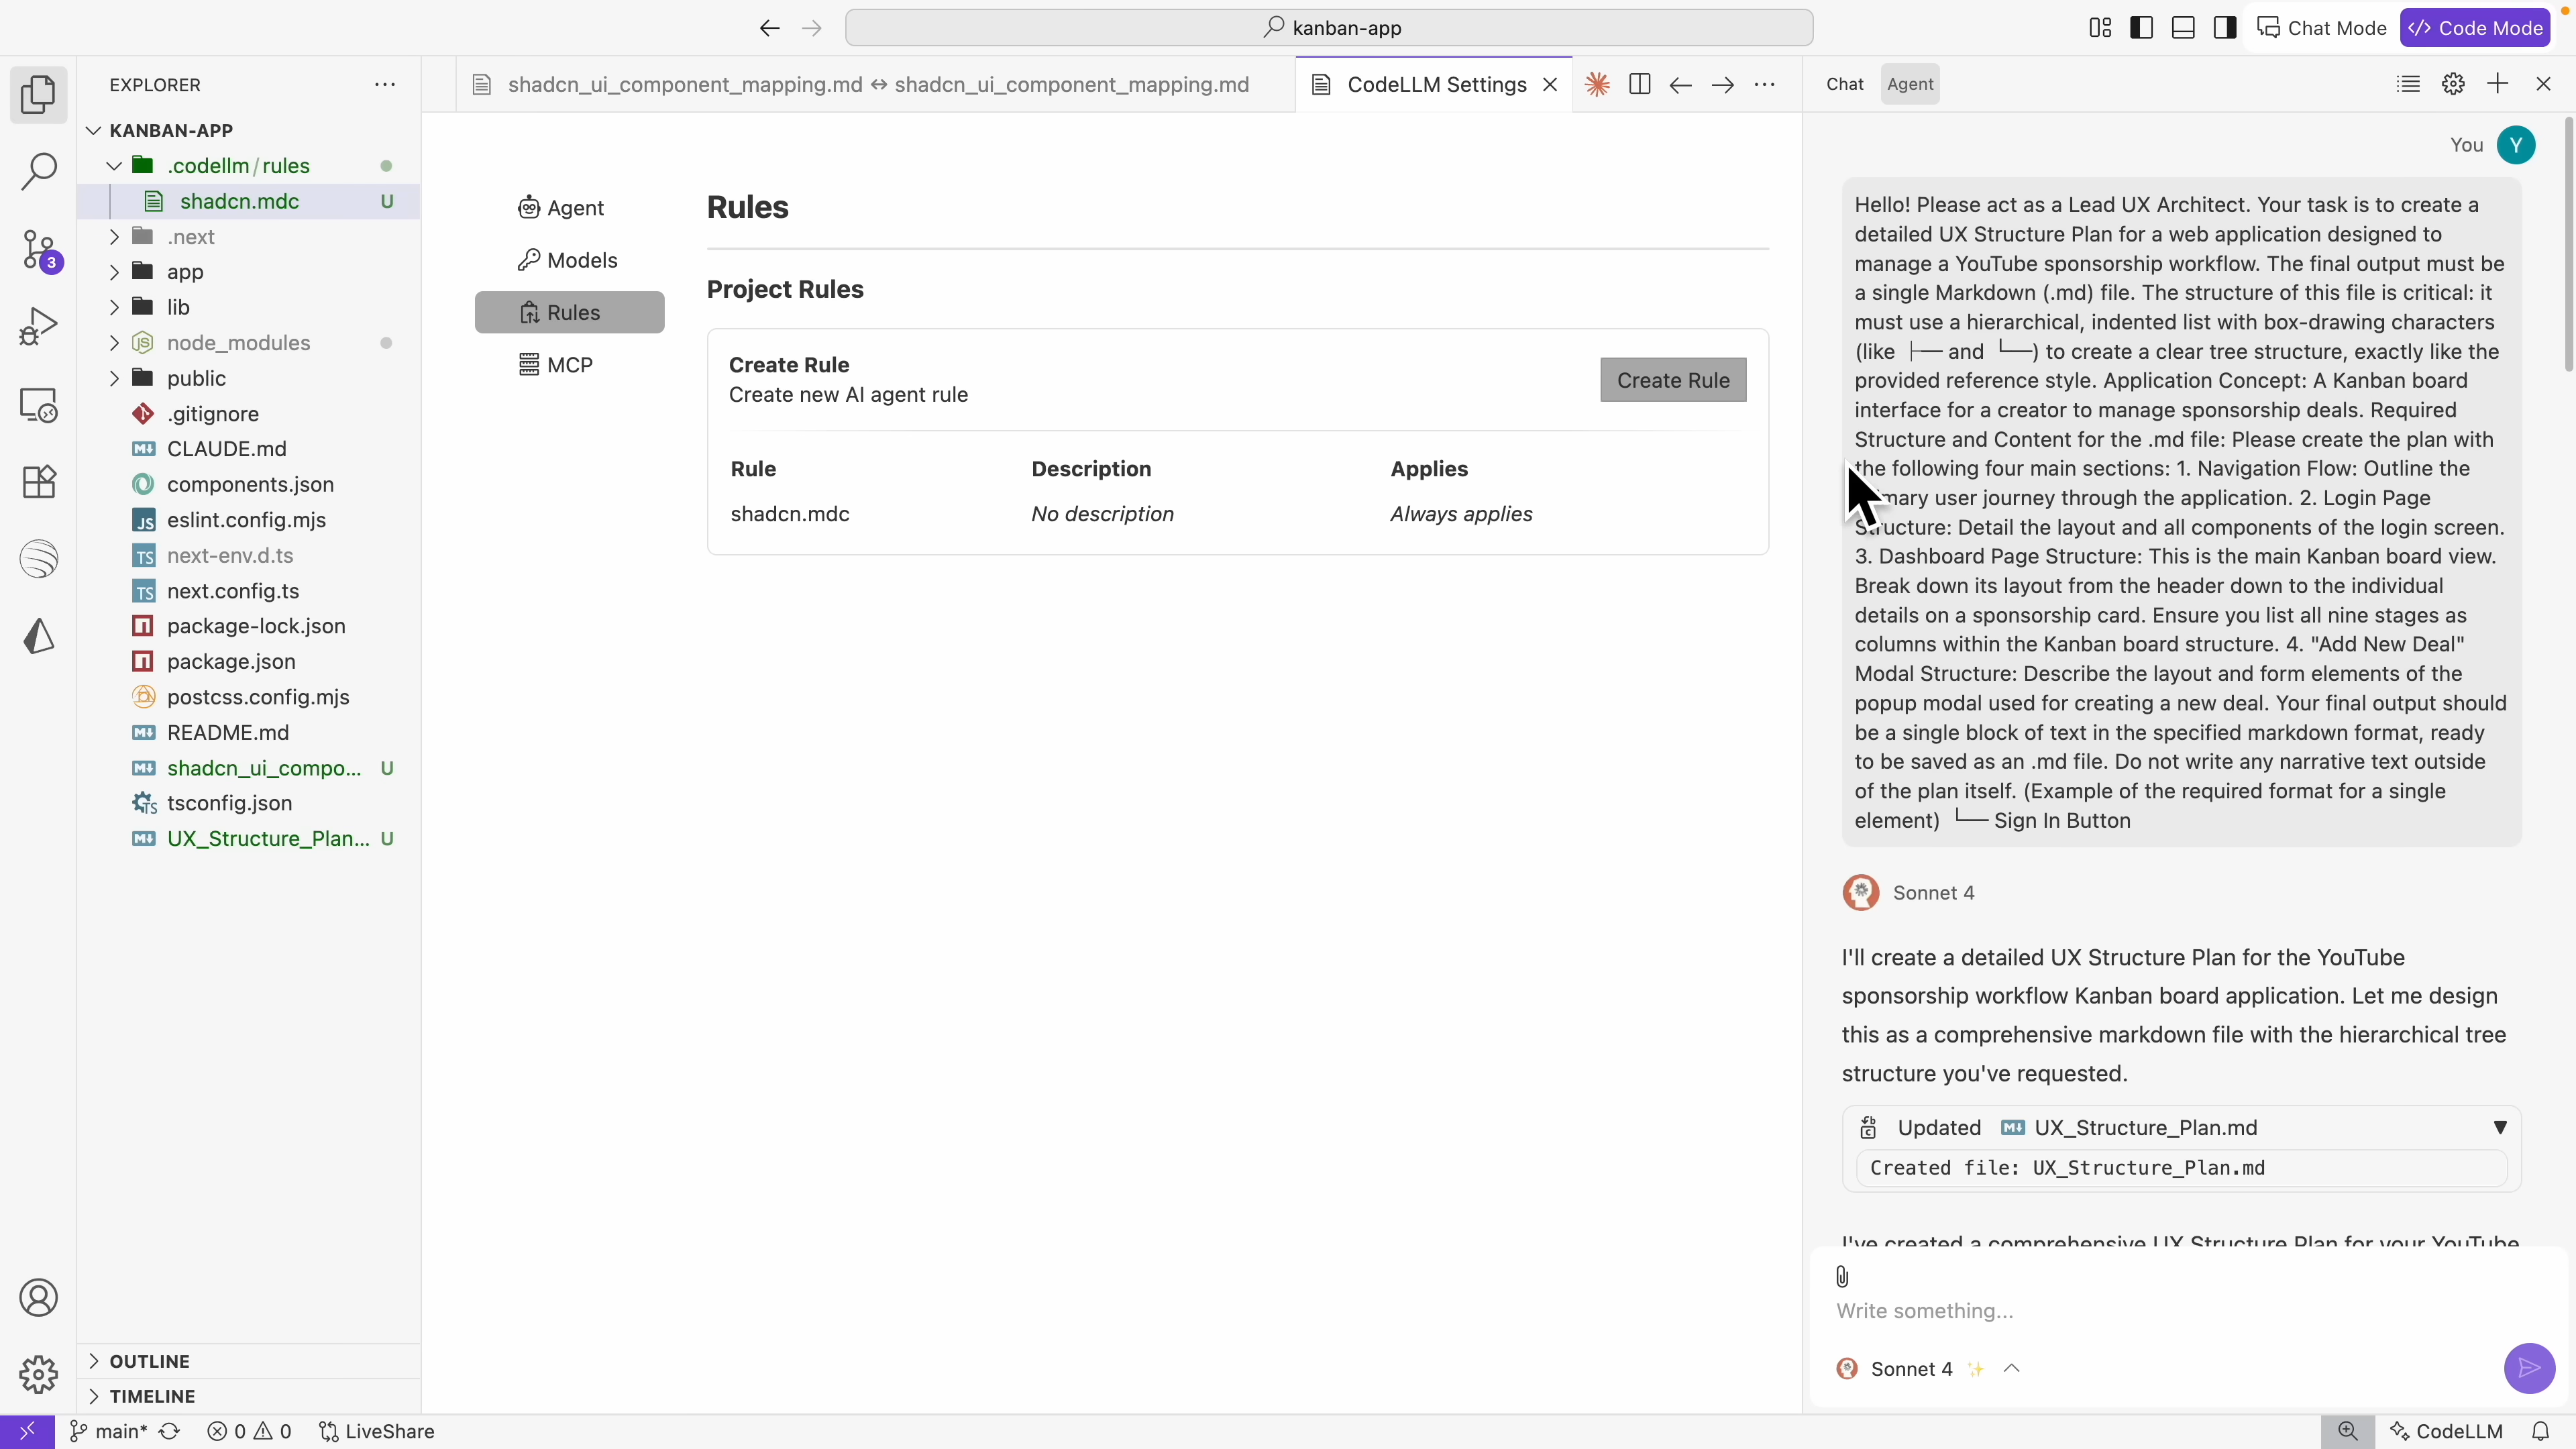 kanban-app
Chat Mode
Code Mode
EXPLORER
shadcn_ui_component_mapping.md ↔ shadcn_ui_component_mapping.md
CodeLLM Settings
Chat
Agent
KANBAN-APP
.codellm / rules
shadcn.mdc U
.next
app
lib
node_modules
public
.gitignore
CLAUDE.md
components.json
eslint.config.mjs
next-env.d.ts
next.config.ts
package-lock.json
package.json
postcss.config.mjs
README.md
shadcn_ui_compo... U
tsconfig.json
UX_Structure_Plan... U
OUTLINE
TIMELINE
3
Agent
Models
Rules
MCP
Rules
Project Rules
Create Rule
Create new AI agent rule
Create Rule
Rule Description Applies
shadcn.mdc No description Always applies
You Y
Hello! Please act as a Lead UX Architect. Your task is to create a
detailed UX Structure Plan for a web application designed to
manage a YouTube sponsorship workflow. The final output must be
a single Markdown (.md) file. The structure of this file is critical: it
must use a hierarchical, indented list with box-drawing characters
(like ├── and └──) to create a clear tree structure, exactly like the
provided reference style. Application Concept: A Kanban board
interface for a creator to manage sponsorship deals. Required
Structure and Content for the .md file: Please create the plan with
the following four main sections: 1. Navigation Flow: Outline the
mary user journey through the application. 2. Login Page
Structure: Detail the layout and all components of the login screen.
3. Dashboard Page Structure: This is the main Kanban board view.
Break down its layout from the header down to the individual
details on a sponsorship card. Ensure you list all nine stages as
columns within the Kanban board structure. 4. "Add New Deal"
Modal Structure: Describe the layout and form elements of the
popup modal used for creating a new deal. Your final output should
be a single block of text in the specified markdown format, ready
to be saved as an .md file. Do not write any narrative text outside
of the plan itself. (Example of the required format for a single
element) └── Sign In Button
Sonnet 4
I'll create a detailed UX Structure Plan for the YouTube
sponsorship workflow Kanban board application. Let me design
this as a comprehensive markdown file with the hierarchical tree
structure you've requested.
Updated UX_Structure_Plan.md
Created file: UX_Structure_Plan.md
I've created a comprehensive UX Structure Plan for your YouTube
Write something...
Sonnet 4
main* 0 0 LiveShare
CodeLLM